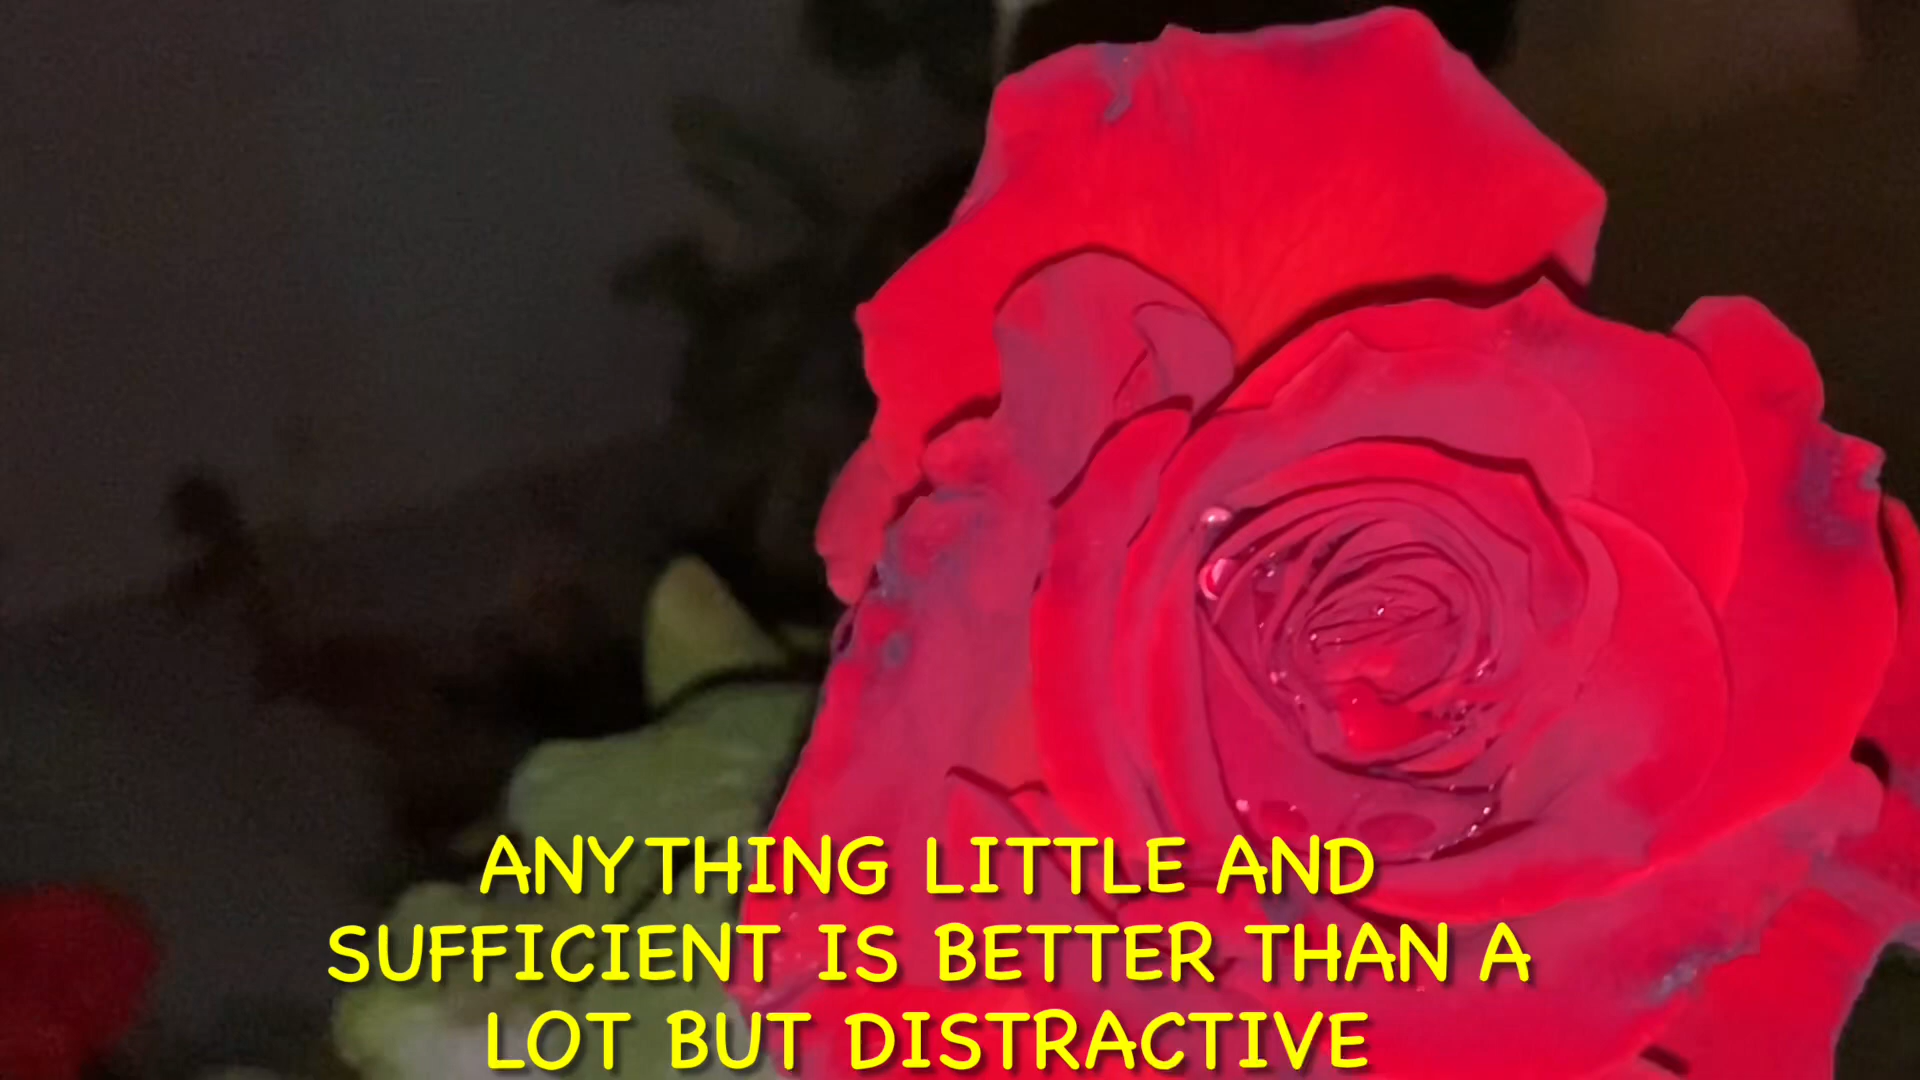 ANYTHING LITTLE AND
SUFFICIENT IS BETTER THAN A
LOT BUT DISTRACTIVE